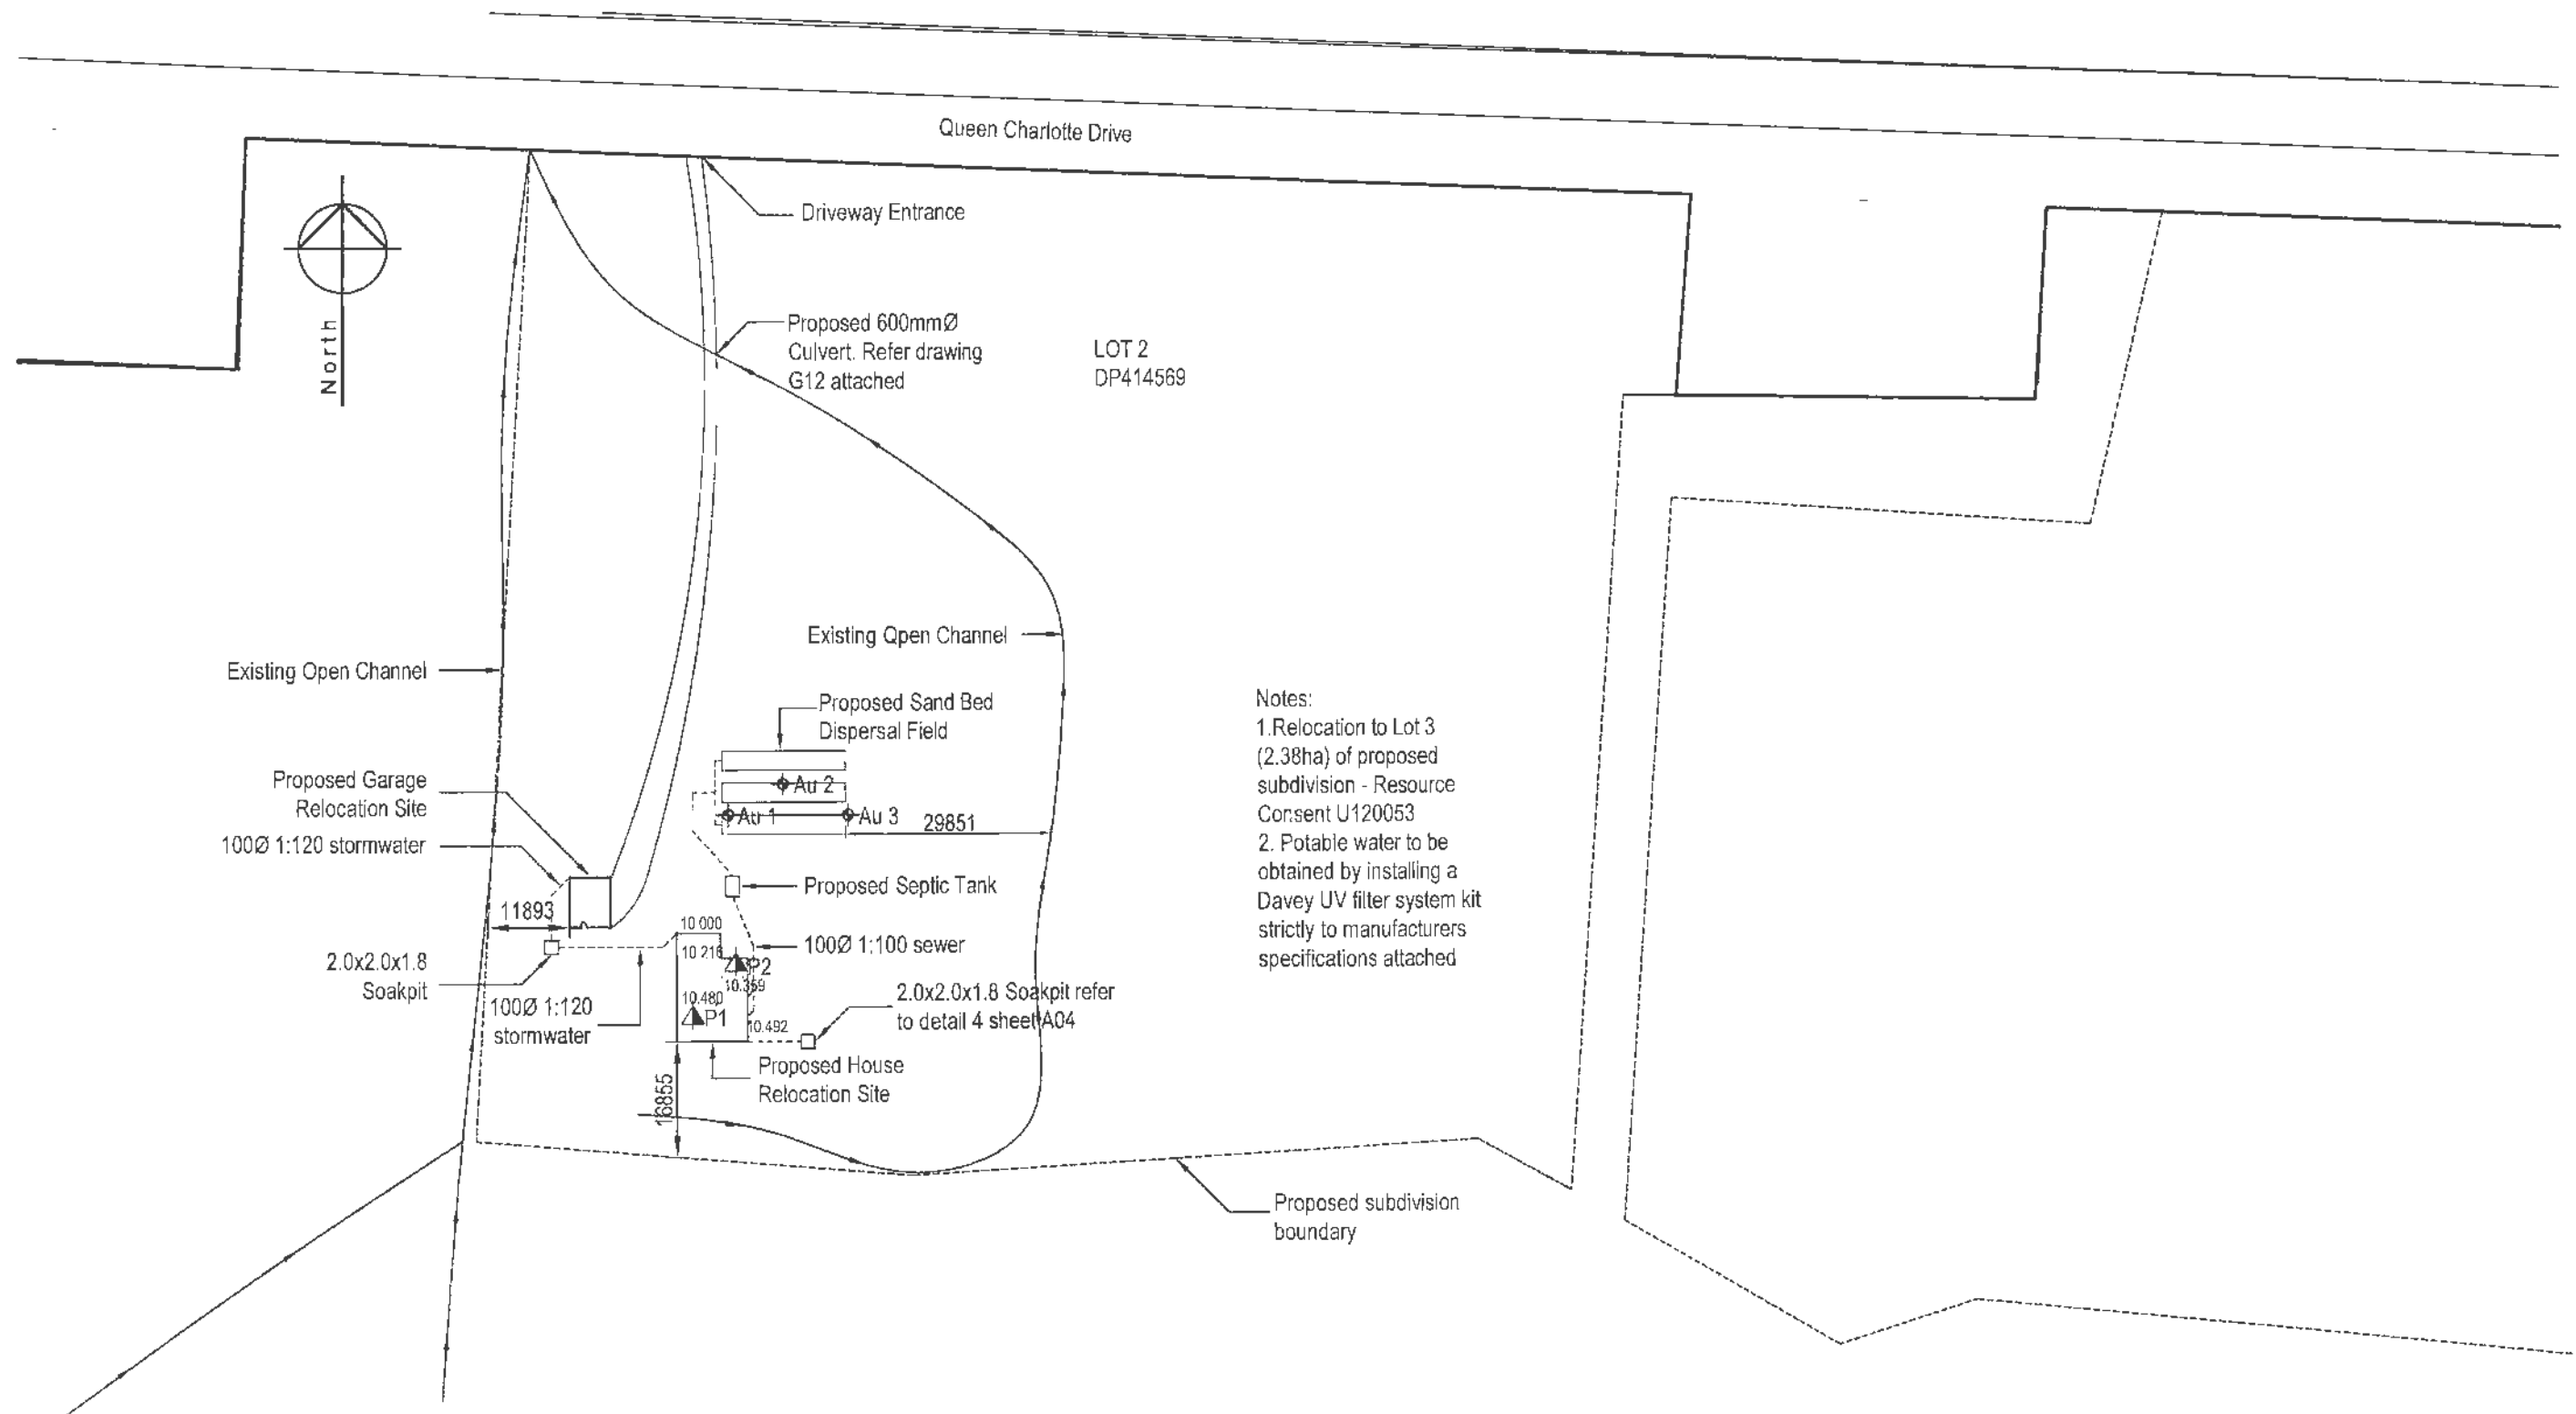 Queen Charlotte Drive
Driveway Entrance
North
Proposed 600mmØ
Culvert. Refer drawing
G12 attached
LOT 2
DP414569
Existing Open Channel
Existing Qpen Channel
Proposed Sand Bed
Dispersal Field
Au 2
Au 1
Au 3
29851
Notes:
1.Relocation to Lot 3
(2.38ha) of proposed
subdivision - Resource
Consent U120053
2. Potable water to be
obtained by installing a
Davey UV filter system kit
strictly to manufacturers
specifications attached
Proposed Garage
Relocation Site
100Ø 1:120 stormwater
11893
Proposed Septic Tank
10 000
10 216
100Ø 1:100 sewer
P2
10.359
2.0x2.0x1.8
Soakpit
100Ø 1:120
stormwater
10.480
P1
10.492
2.0x2.0x1.8 Soakpit refer
to detail 4 sheet A04
Proposed House
Relocation Site
16855
Proposed subdivision
boundary